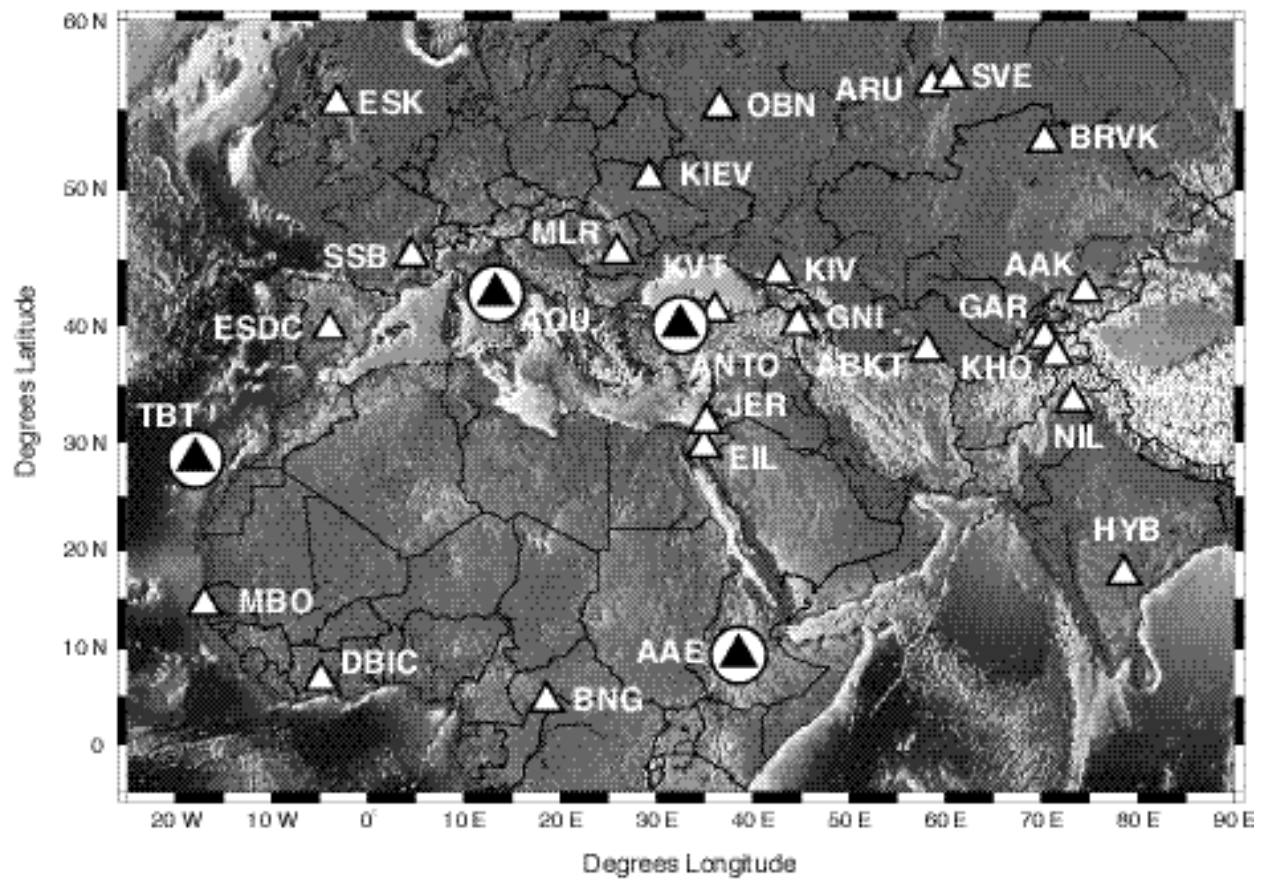 60 N
ESK
OBN
ARU
SVE
BRVK
KIEV
50 N
SSB
MLR
KVT
KIV
AAK
GAR
ESDC
AQU
GNI
40 N
ANTO
ABKT
KHO
TBT
JER
NIL
30 N
EIL
HYB
20 N
MBO
AAE
10 N
DBIC
BNG
0
20 W 10 W 0° 10 E 20 E 30 E 40 E 50 E 60 E 70 E 80 E 90 E
Degrees Longitude
Degrees Latitude